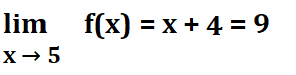 lim f(x) = x + 4 = 9
x → 5